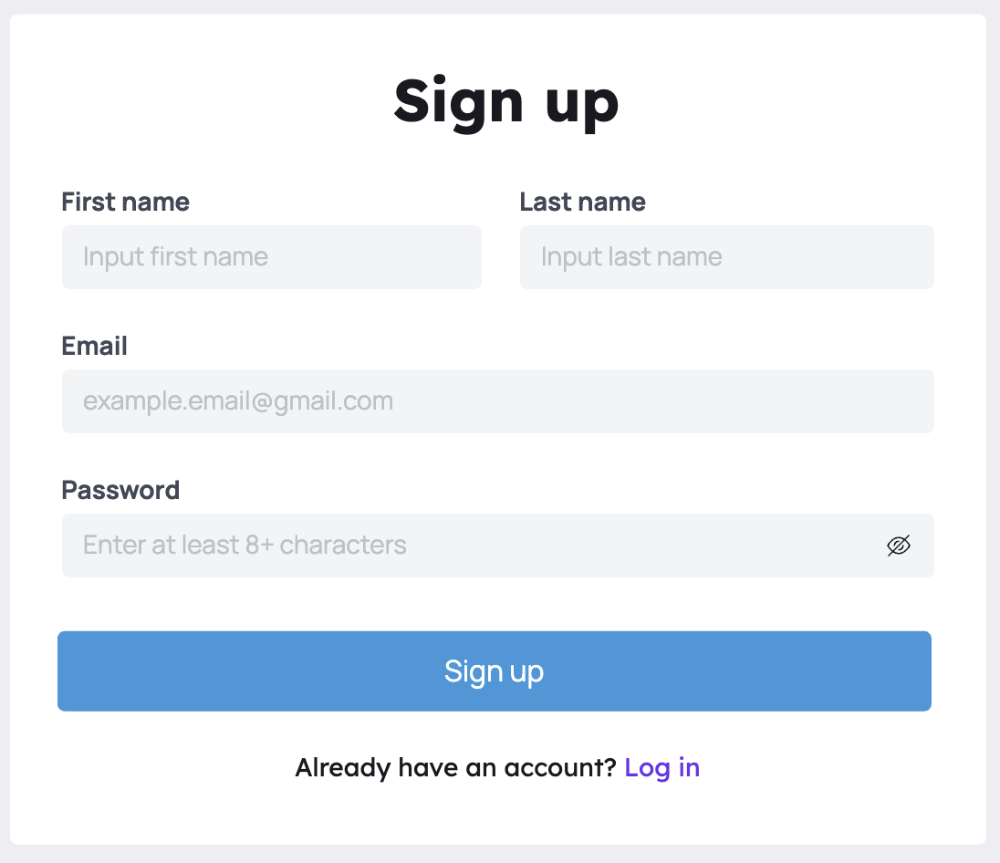 Sign up
First name
Last name
Input first name
Input last name
Email
example.email@gmail.com
Password
Enter at least 8+ characters
Sign up
Already have an account? Log in